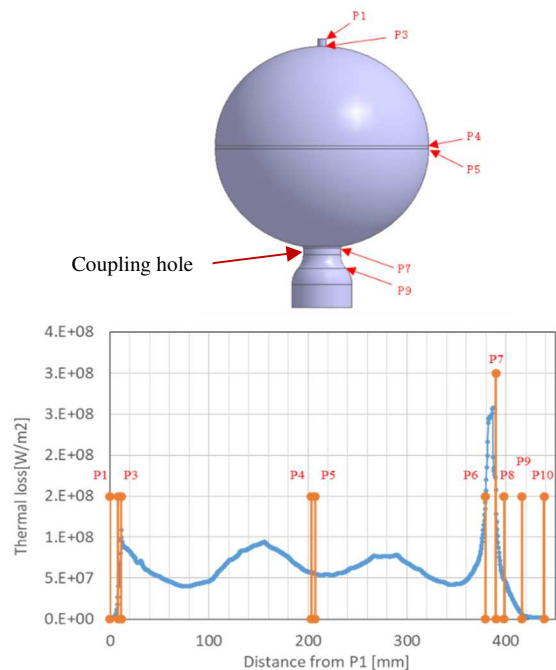 P1
P3
P4
P5
Coupling hole
P7
P9
4.E+08
3.E+08
3.E+08
2.E+08
2.E+08
1.E+08
5.E+07
0.E+00
Thermal loss[W/m2]
P1
P3
P4
P5
P6
P7
P8
P9
P10
0
100
200
300
400
Distance from P1 [mm]